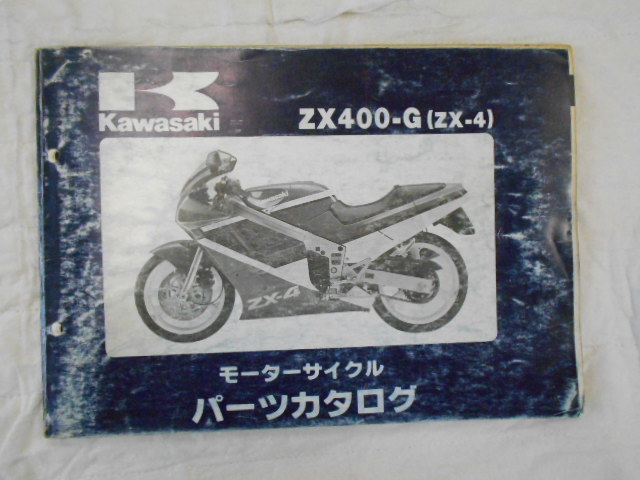 Kawasaki
ZX400-G(ZX-4)
ZX-4
モーターサイクル
パーツカタログ